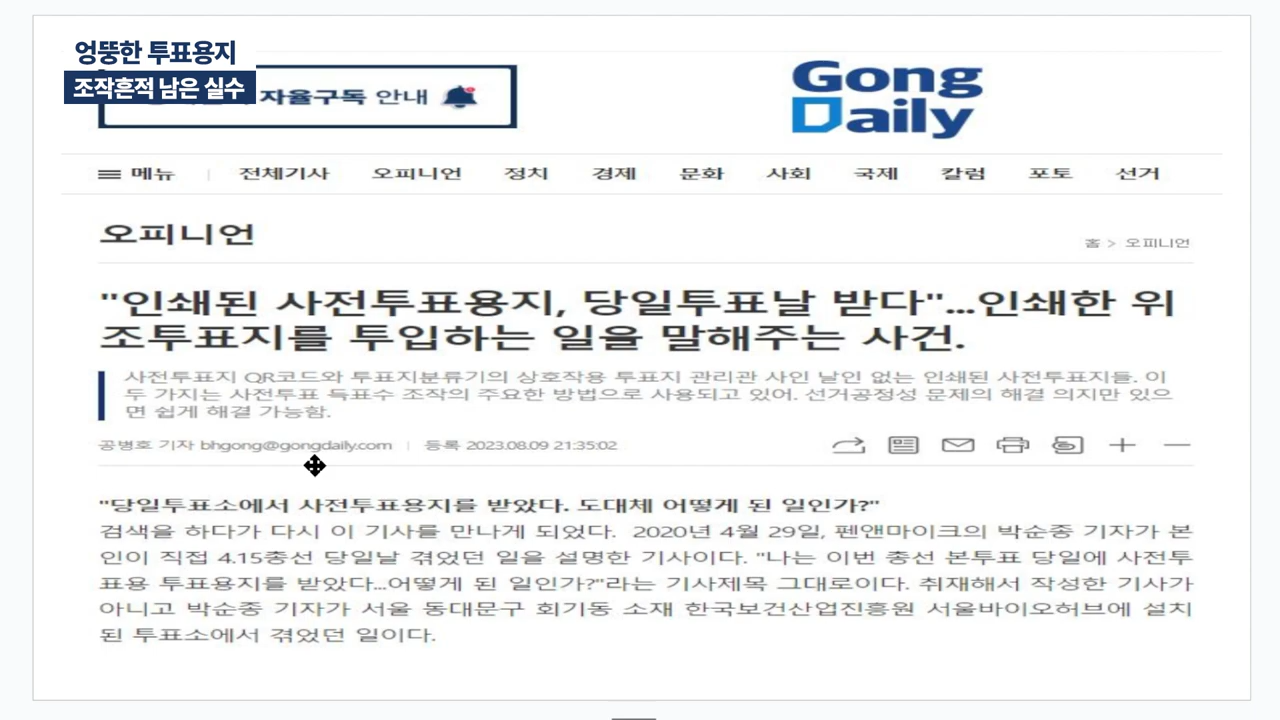 엉뚱한 투표용지
조작흔적 남은 실수
자율구독 안내
Gong
Daily
메뉴 전체기사 오피니언 정치 경제 문화 사회 국제 칼럼 포토 선거
오피니언
홈 > 오피니언
"인쇄된 사전투표용지, 당일투표날 받다"...인쇄한 위
조투표지를 투입하는 일을 말해주는 사건.
사전투표지 QR코드와 투표지분류기의 상호작용 투표지 관리관 사인 날인 없는 인쇄된 사전투표지들. 이
두 가지는 사전투표 득표수 조작의 주요한 방법으로 사용되고 있어. 선거공정성 문제의 해결 의지만 있으
면 쉽게 해결 가능함.
공병호 기자 bhgong@gongdaily.com 등록 2023.08.09 21:35:02
"당일투표소에서 사전투표용지를 받았다. 도대체 어떻게 된 일인가?"
검색을 하다가 다시 이 기사를 만나게 되었다. 2020년 4월 29일, 펜앤마이크의 박순종 기자가 본
인이 직접 4.15총선 당일날 겪었던 일을 설명한 기사이다. "나는 이번 총선 본투표 당일에 사전투
표용 투표용지를 받았다...어떻게 된 일인가?"라는 기사제목 그대로이다. 취재해서 작성한 기사가
아니고 박순종 기자가 서울 동대문구 회기동 소재 한국보건산업진흥원 서울바이오허브에 설치
된 투표소에서 겪었던 일이다.